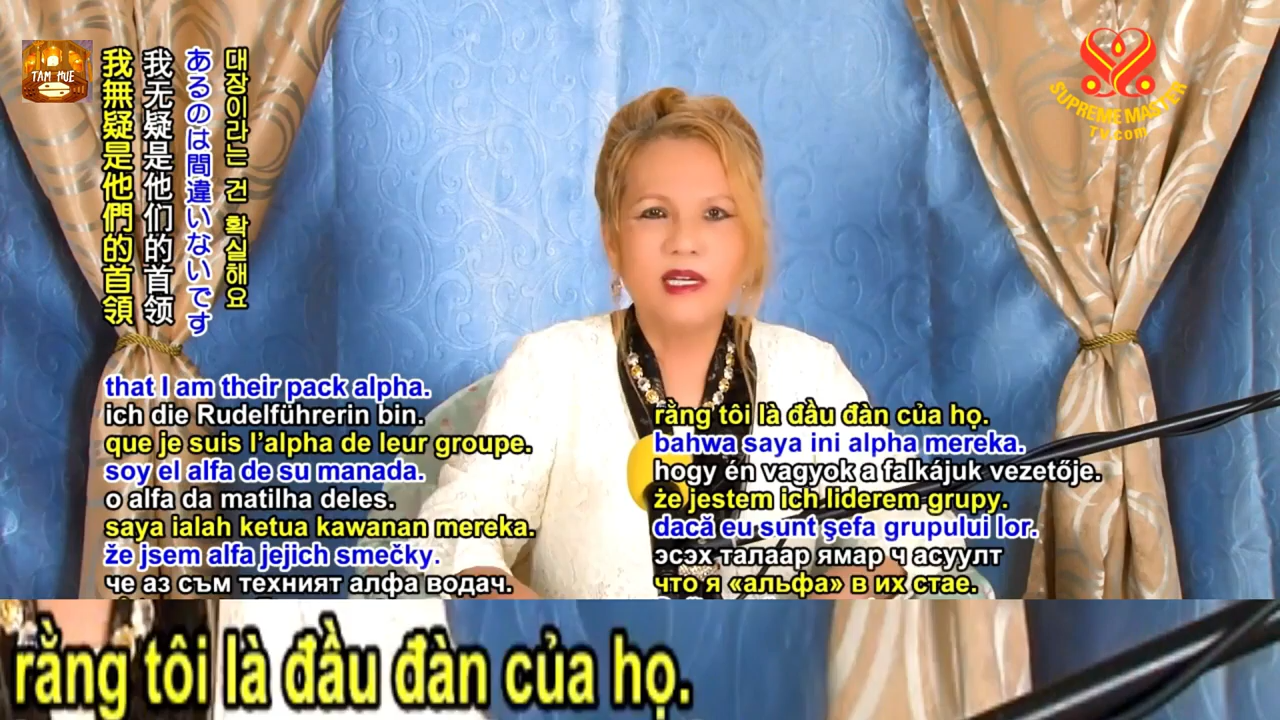 TAM HUE
我無疑是他們的首領
我无疑是他们的首领
あるのは間違いないです
대장이라는 건 확실해요
SUPREME MASTER
TV.com
that I am their pack alpha.
ich die Rudelführerin bin.
que je suis l’alpha de leur groupe.
soy el alfa de su manada.
o alfa da matilha deles.
saya ialah ketua kawanan mereka.
že jsem alfa jejich smečky.
че аз съм техният алфа водач.
rằng tôi là đầu đàn của họ.
bahwa saya ini alpha mereka.
hogy én vagyok a falkájuk vezetője.
że jestem ich liderem grupy.
dacă eu sunt şefa grupului lor.
эсэх талаар ямар ч асуулт
что я «альфа» в их стае.
rằng tôi là đầu đàn của họ.